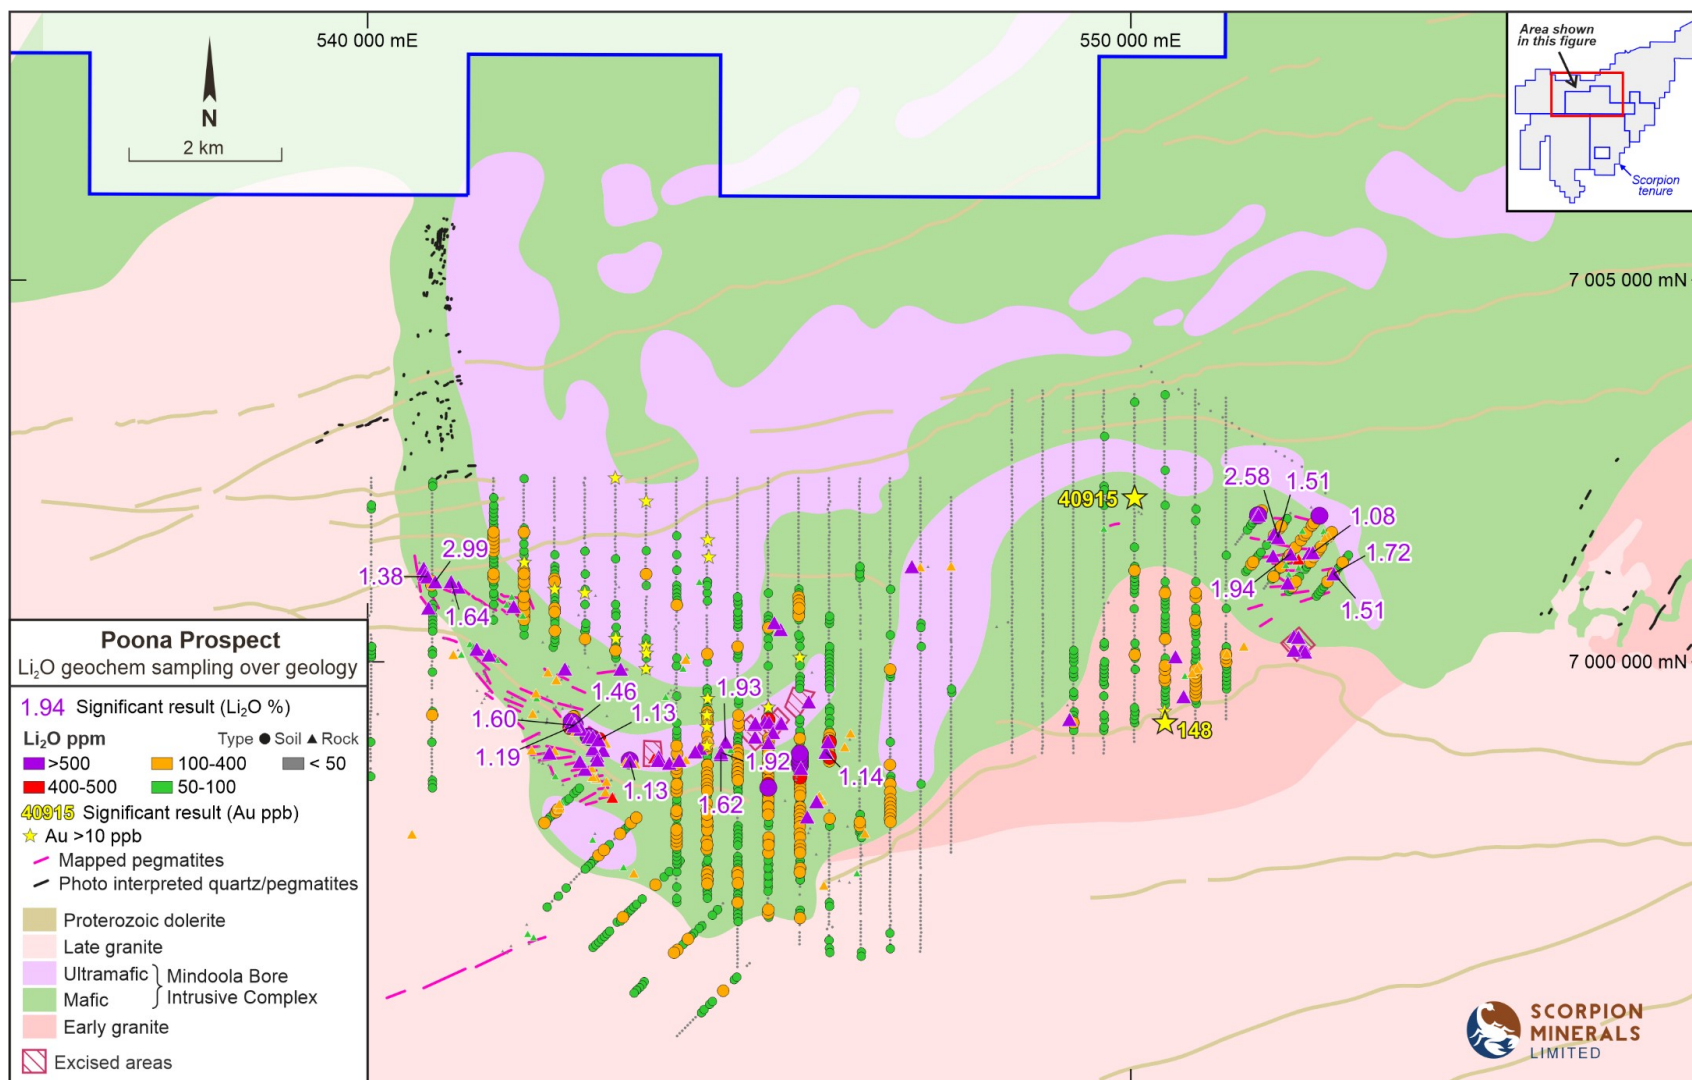 540 000 mE
550 000 mE
N
2 km
Area shown
in this figure
Scorpion
tenure
7 005 000 mN
7 000 000 mN
40915
148
2.58
1.51
1.08
1.72
1.94
1.51
2.99
1.38
1.64
1.46
1.93
1.60
1.13
1.19
1.13
1.92
1.62
1.14
Poona Prospect
Li₂O geochem sampling over geology
1.94 Significant result (Li₂O %)
Li₂O ppm Type Soil Rock
>500 100-400 < 50
400-500 50-100
40915 Significant result (Au ppb)
Au >10 ppb
Mapped pegmatites
Photo interpreted quartz/pegmatites
Proterozoic dolerite
Late granite
Ultramafic
Mafic
Mindoola Bore
Intrusive Complex
Early granite
Excised areas
SCORPION
MINERALS
LIMITED